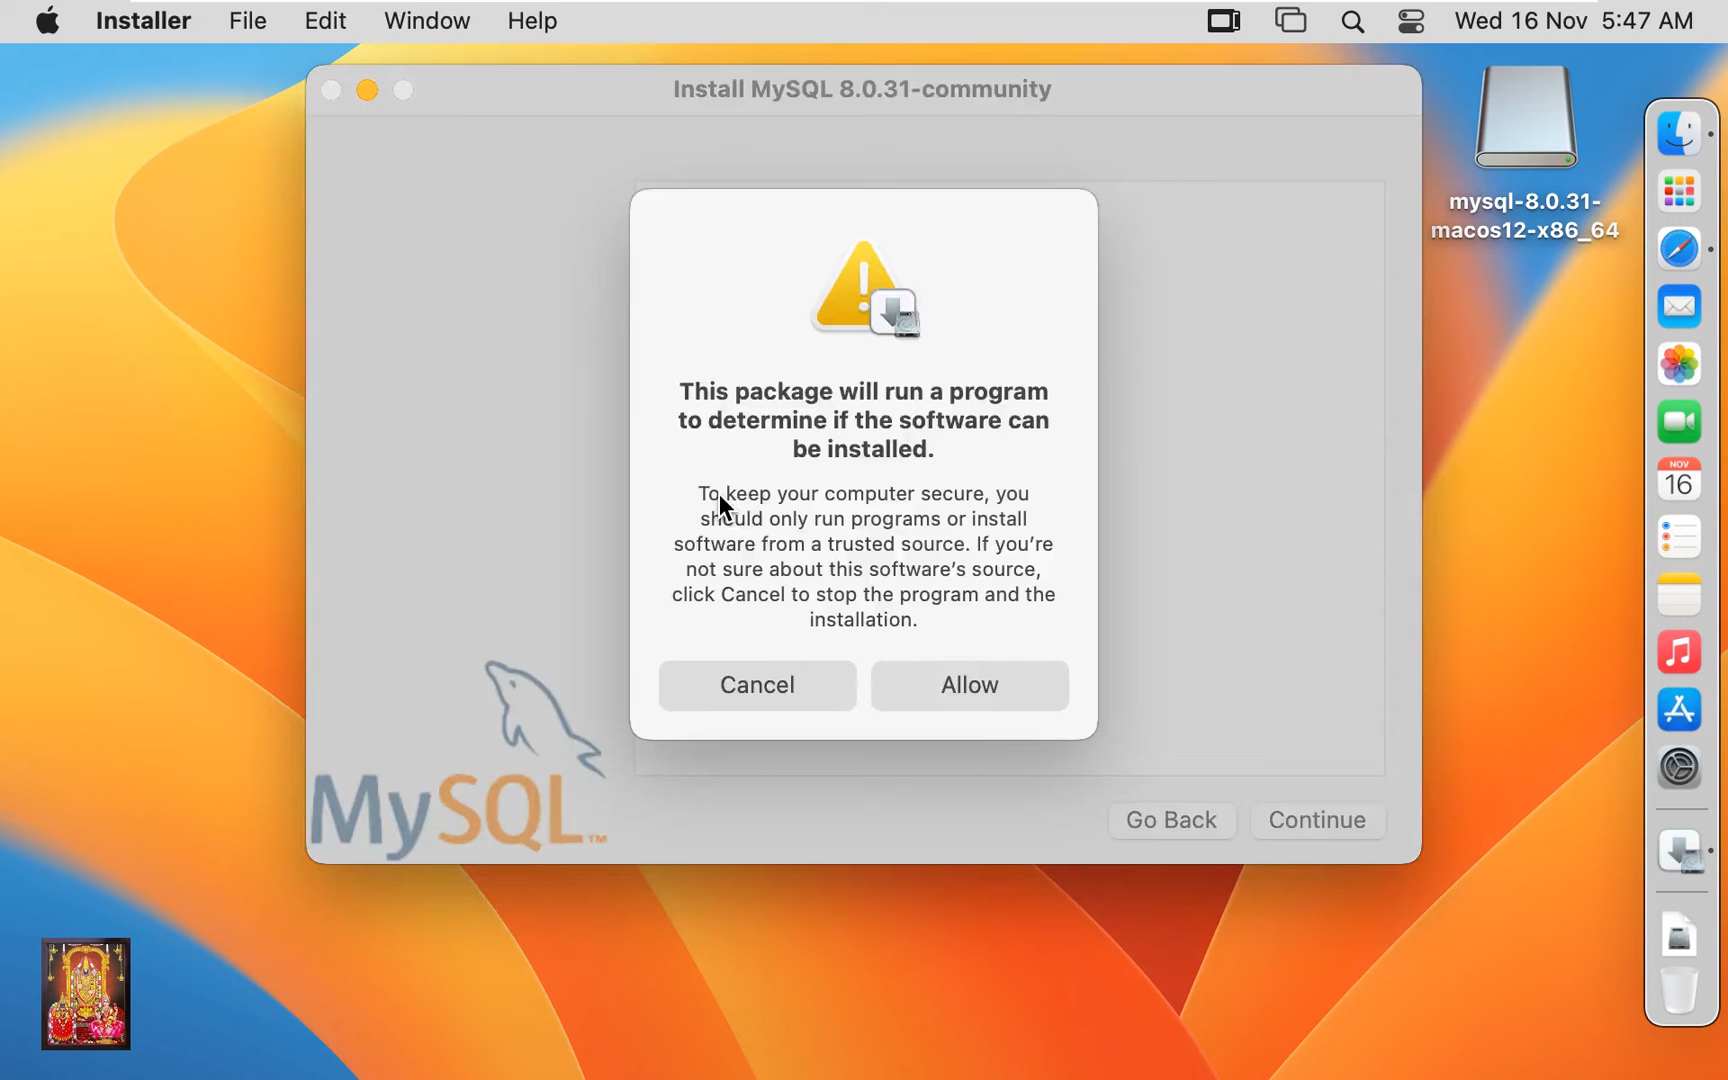 Installer File Edit Window Help Wed 16 Nov 5:47 AM
Install MySQL 8.0.31-community
mysql-8.0.31-
macos12-x86_64
This package will run a program
to determine if the software can
be installed.
To keep your computer secure, you
should only run programs or install
software from a trusted source. If you're
not sure about this software's source,
click Cancel to stop the program and the
installation.
Cancel Allow
NOV
16
MySQL™
Go Back Continue